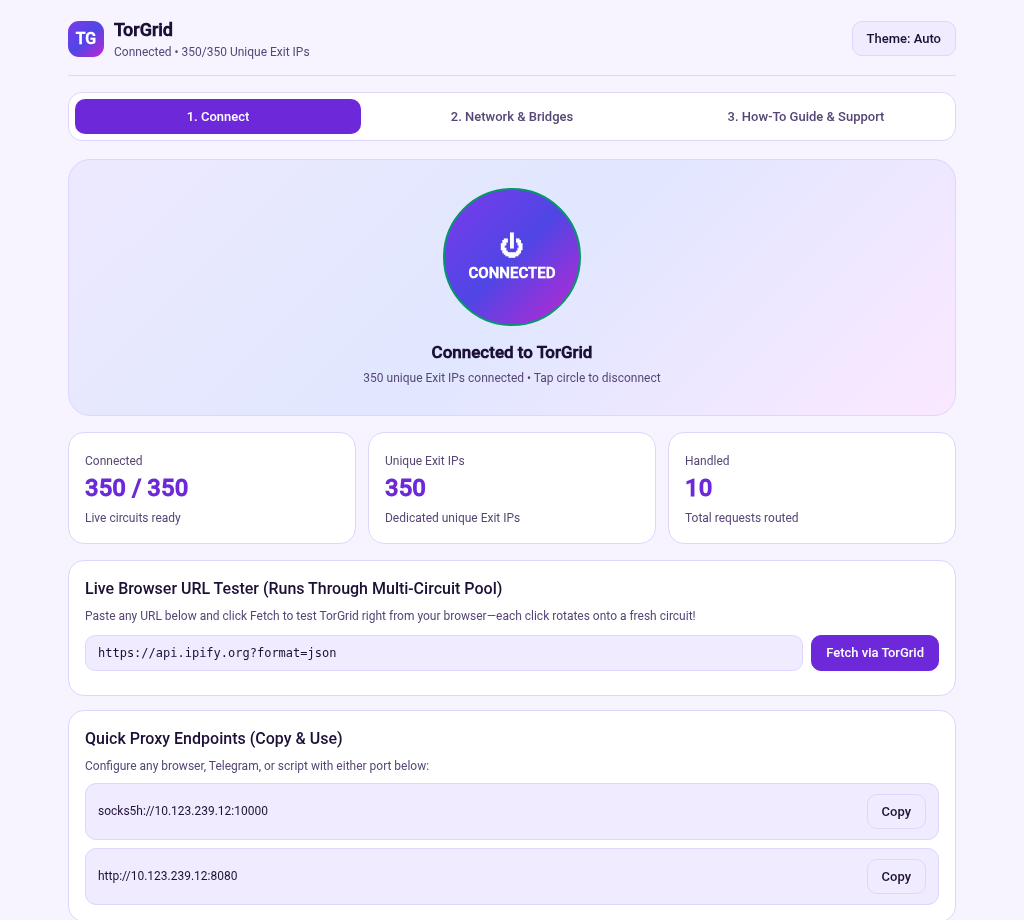 TG
TorGrid
Connected • 350/350 Unique Exit IPs
Theme: Auto
1. Connect
2. Network & Bridges
3. How-To Guide & Support
CONNECTED
Connected to TorGrid
350 unique Exit IPs connected • Tap circle to disconnect
Connected
350 / 350
Live circuits ready
Unique Exit IPs
350
Dedicated unique Exit IPs
Handled
10
Total requests routed
Live Browser URL Tester (Runs Through Multi-Circuit Pool)
Paste any URL below and click Fetch to test TorGrid right from your browser—each click rotates onto a fresh circuit!
https://api.ipify.org?format=json
Fetch via TorGrid
Quick Proxy Endpoints (Copy & Use)
Configure any browser, Telegram, or script with either port below:
socks5h://10.123.239.12:10000
Copy
http://10.123.239.12:8080
Copy